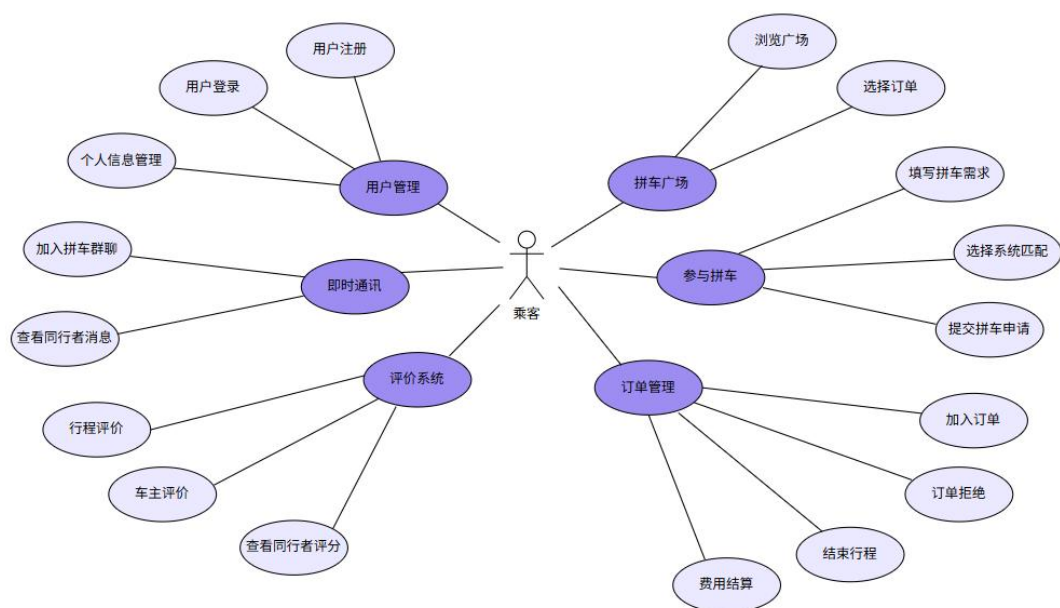 用户注册
浏览广场
用户登录
选择订单
个人信息管理
用户管理
拼车广场
填写拼车需求
加入拼车群聊
选择系统匹配
即时通讯
参与拼车
乘客
查看同行者消息
提交拼车申请
评价系统
订单管理
行程评价
加入订单
车主评价
订单拒绝
查看同行者评分
结束行程
费用结算